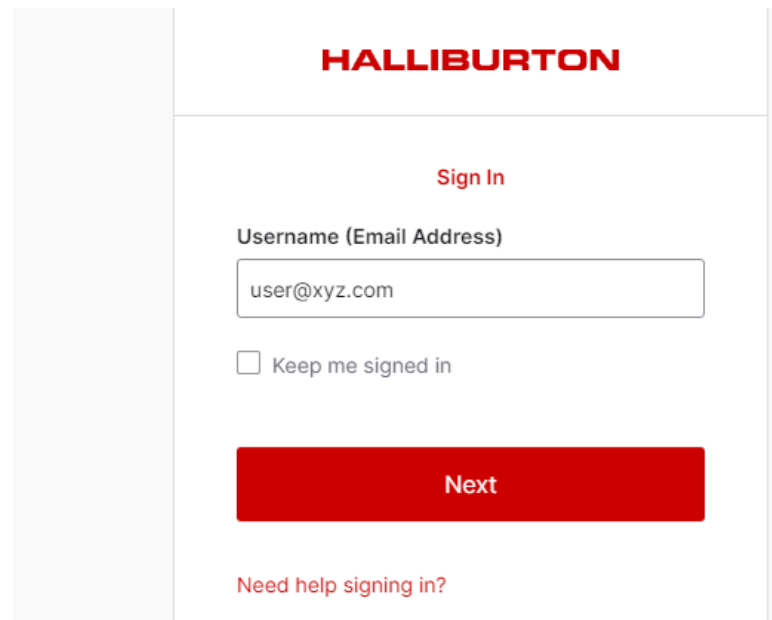 HALLIBURTON
Sign In
Username (Email Address)
user@xyz.com
Keep me signed in
Next
Need help signing in?